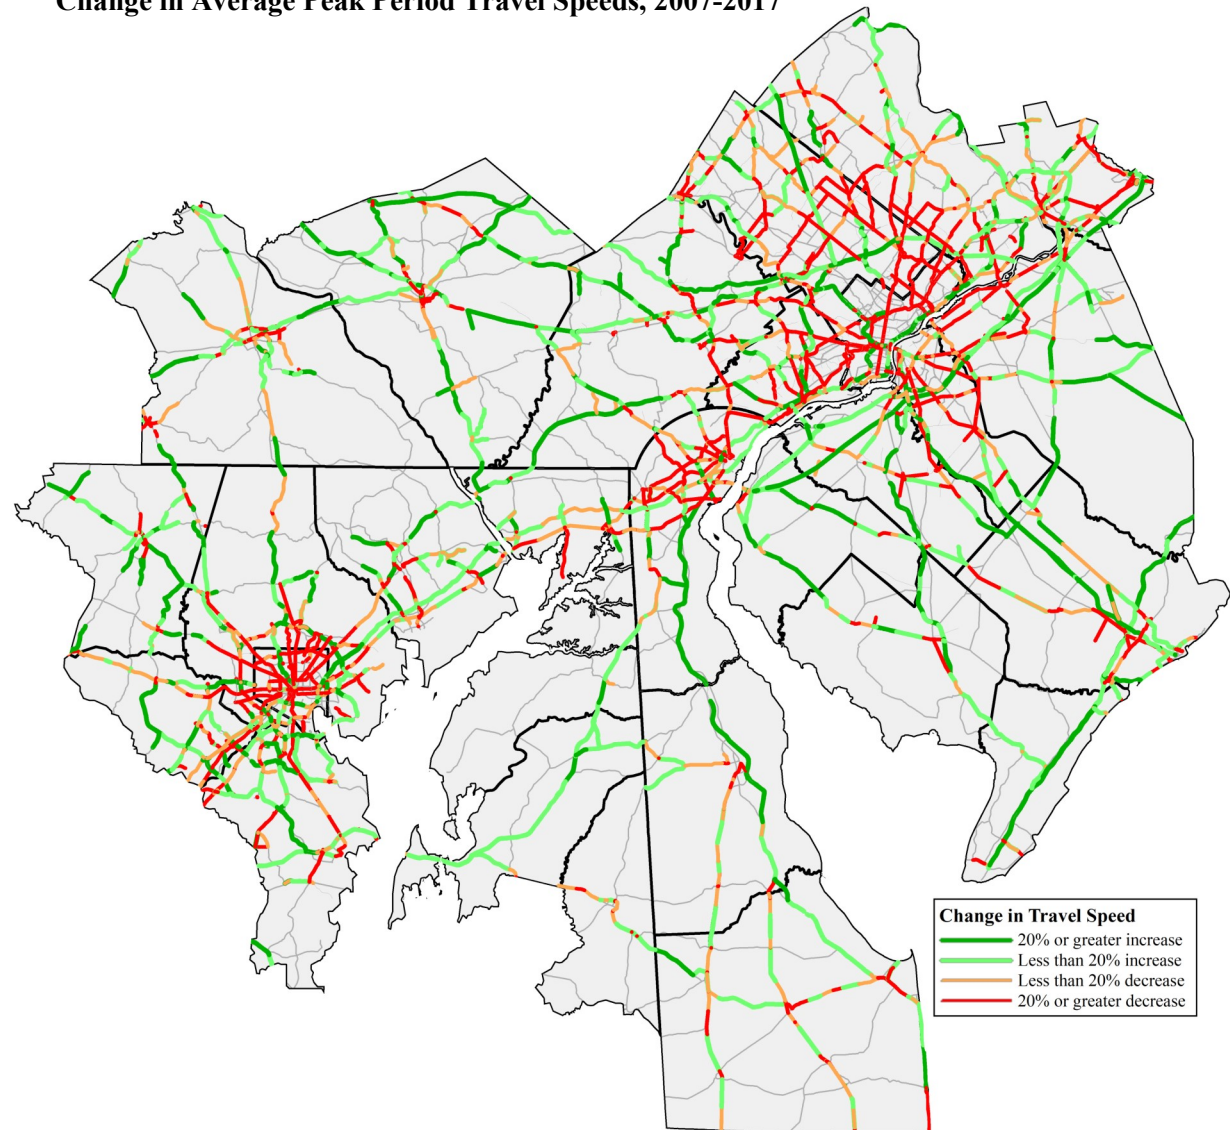 Change in Average Peak Period Travel Speeds, 2007-2017
Change in Travel Speed
20% or greater increase
Less than 20% increase
Less than 20% decrease
20% or greater decrease